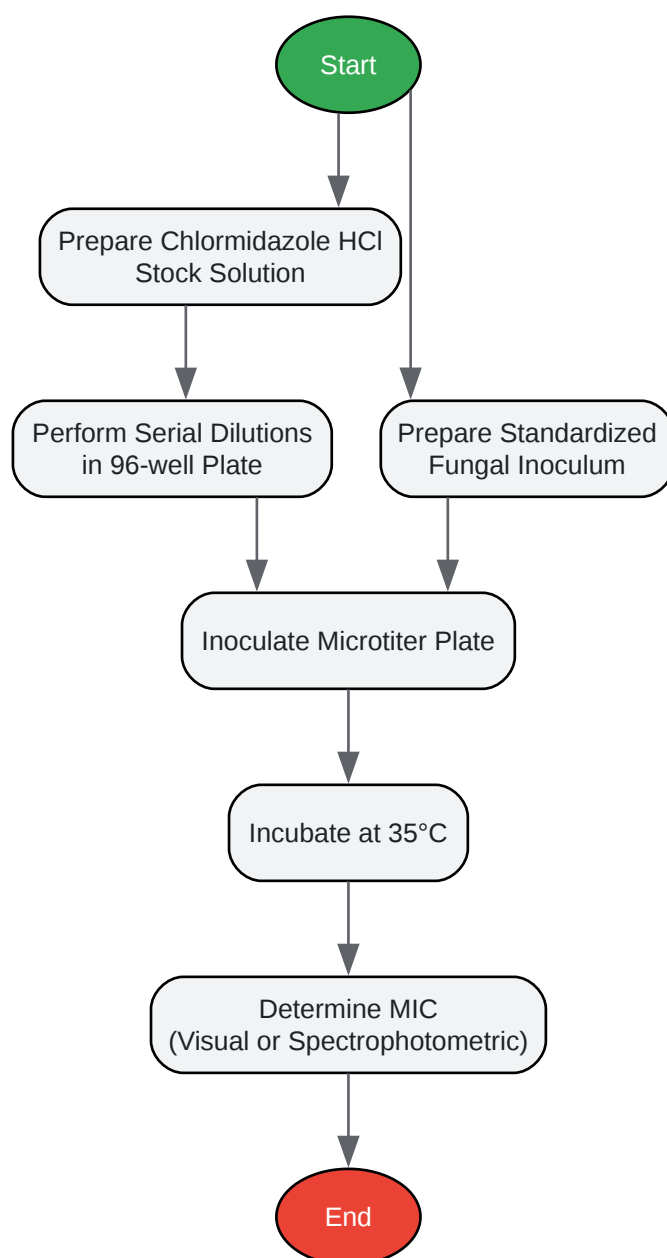 Start
Prepare Chlormidazole HCl
Stock Solution
Perform Serial Dilutions
in 96-well Plate
Prepare Standardized
Fungal Inoculum
Inoculate Microtiter Plate
Incubate at 35°C
Determine MIC
(Visual or Spectrophotometric)
End